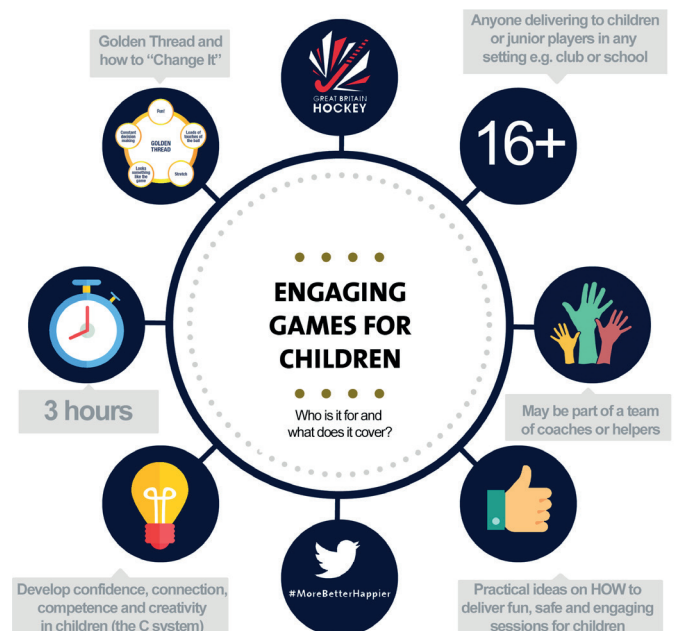 Golden Thread and
how to “Change It”
Fun!
Constant
decision
making
Loads of
touches of
the ball
GOLDEN
THREAD
Looks
something
like the
game
Stretch
GREAT BRITAIN
HOCKEY
Anyone delivering to children
or junior players in any
setting e.g. club or school
16+
3 hours
ENGAGING
GAMES FOR
CHILDREN
Who is it for and
what does it cover?
May be part of a team
of coaches or helpers
Develop confidence, connection,
competence and creativity
in children (the C system)
#MoreBetterHappier
Practical ideas on HOW to
deliver fun, safe and engaging
sessions for children